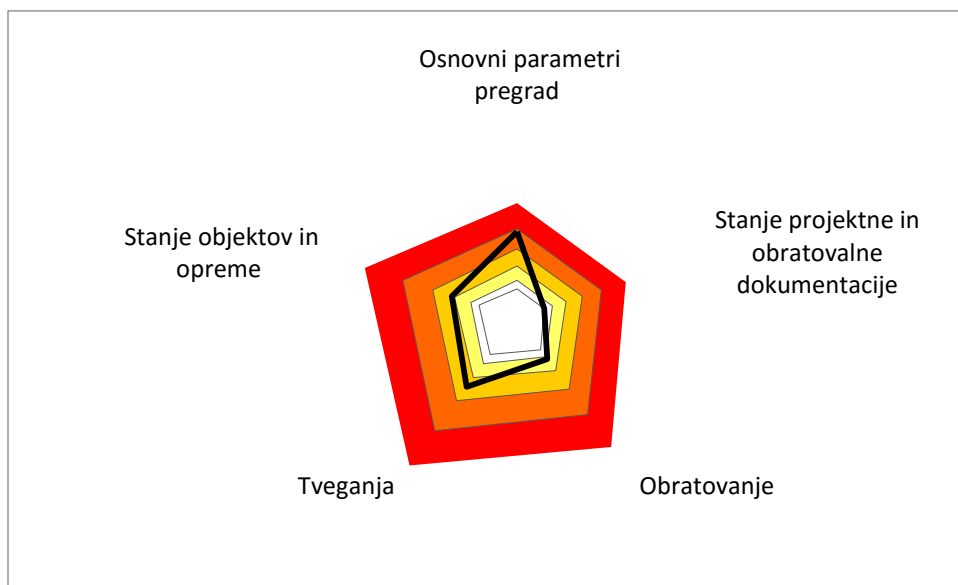 Osnovni parametri
pregrad
Stanje projektne in
obratovalne
dokumentacije
Obratovanje
Tveganja
Stanje objektov in
opreme